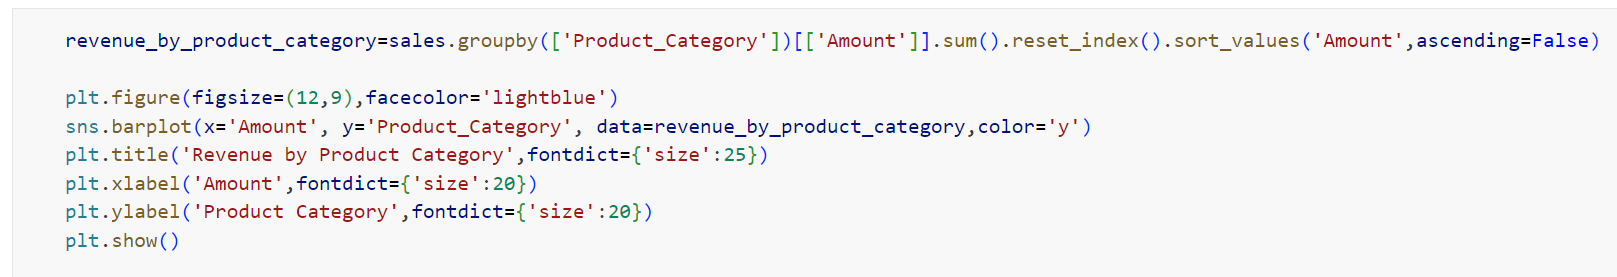 revenue_by_product_category=sales.groupby(['Product_Category'])[['Amount']].sum().reset_index().sort_values('Amount',ascending=False)
plt.figure(figsize=(12,9),facecolor='lightblue')
sns.barplot(x='Amount', y='Product_Category', data=revenue_by_product_category,color='y')
plt.title('Revenue by Product Category',fontdict={'size':25})
plt.xlabel('Amount',fontdict={'size':20})
plt.ylabel('Product Category',fontdict={'size':20})
plt.show()